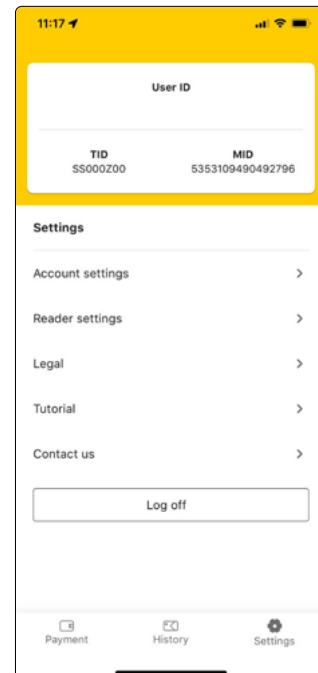 11:17
User ID
TID MID
SS000Z00 5353109490492796
Settings
Account settings
Reader settings
Legal
Tutorial
Contact us
Log off
Payment History Settings